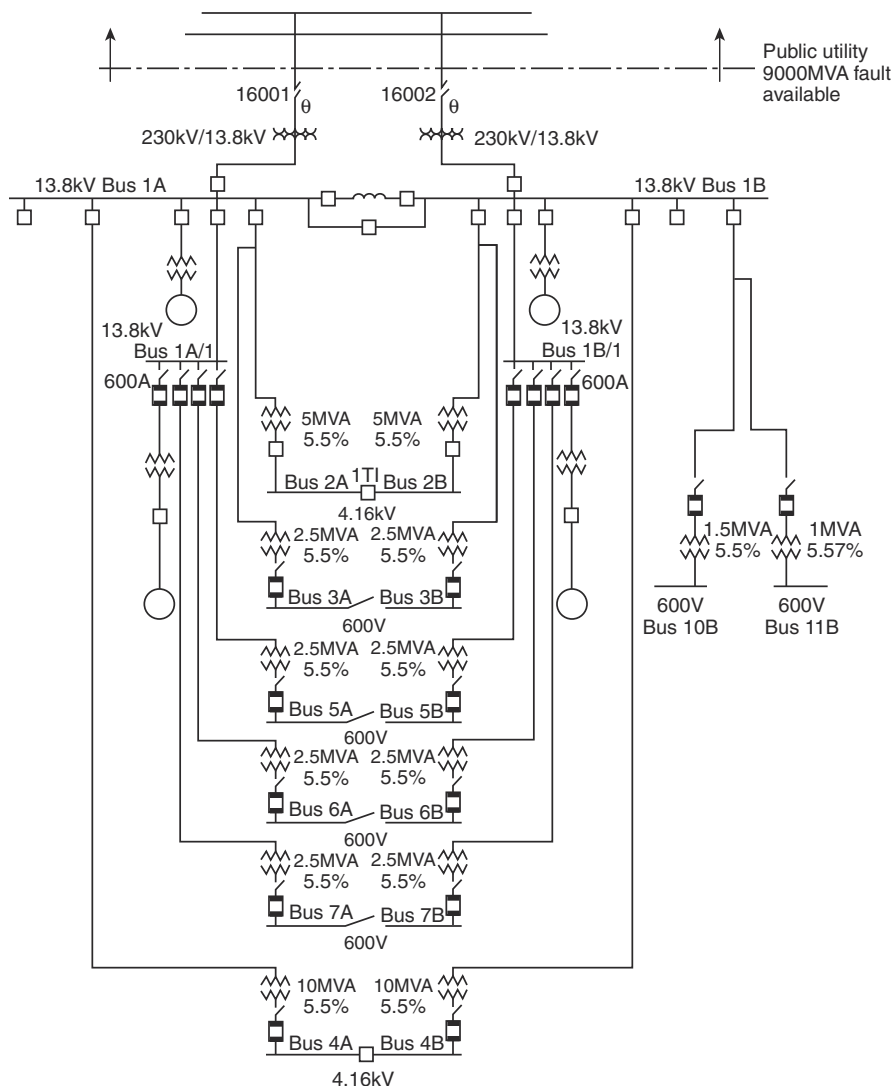 Public utility
9000MVA fault
available
16001
16002
θ
θ
230kV/13.8kV
230kV/13.8kV
13.8kV Bus 1A
13.8kV Bus 1B
13.8kV
Bus 1A/1
13.8kV
Bus 1B/1
600A
600A
5MVA
5.5%
5MVA
5.5%
Bus 2A
1TI
Bus 2B
4.16kV
2.5MVA
5.5%
2.5MVA
5.5%
Bus 3A
Bus 3B
600V
1.5MVA
5.5%
1MVA
5.57%
600V
Bus 10B
600V
Bus 11B
2.5MVA
5.5%
2.5MVA
5.5%
Bus 5A
Bus 5B
600V
2.5MVA
5.5%
2.5MVA
5.5%
Bus 6A
Bus 6B
600V
2.5MVA
5.5%
2.5MVA
5.5%
Bus 7A
Bus 7B
600V
10MVA
5.5%
10MVA
5.5%
Bus 4A
Bus 4B
4.16kV